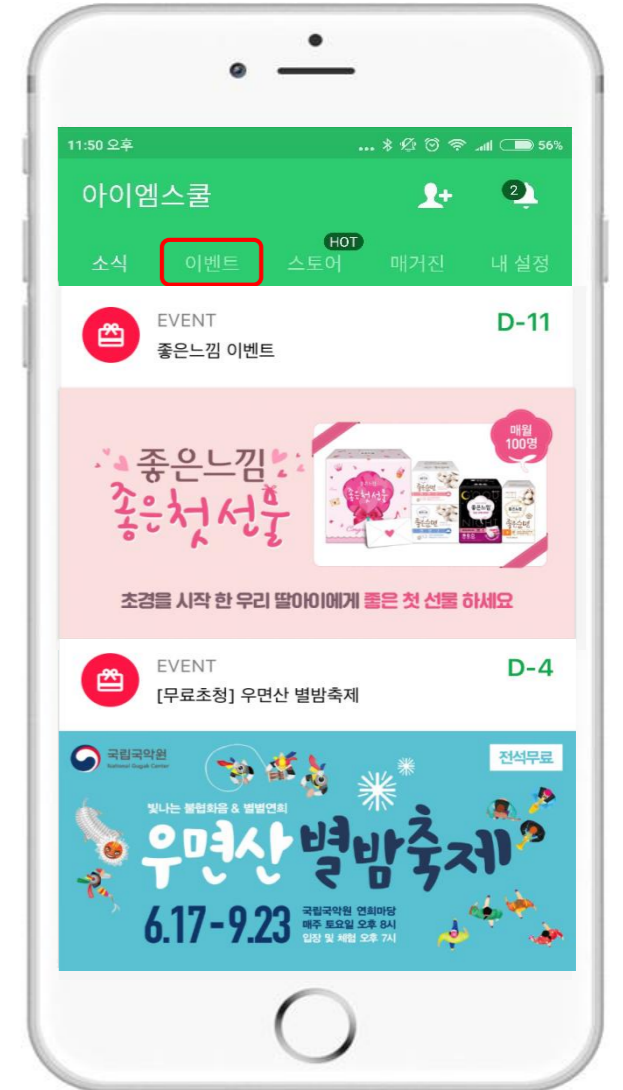 11:50 오후
56%
아이엠스쿨
2
HOT
소식 이벤트 스토어 매거진 내 설정
EVENT
D-11
좋은느낌 이벤트
매월
100명
좋은느낌
좋은첫선물
초경을 시작 한 우리 딸아이에게 좋은 첫 선물 하세요
EVENT
D-4
[무료초청] 우면산 별밤축제
국립국악원
National Gugak Center
전석무료
빛나는 불협화음 & 별별연희
우면산 별밤축제
6.17-9.23
국립국악원 연희마당
매주 토요일 오후 8시
입장 및 체험 오후 7시